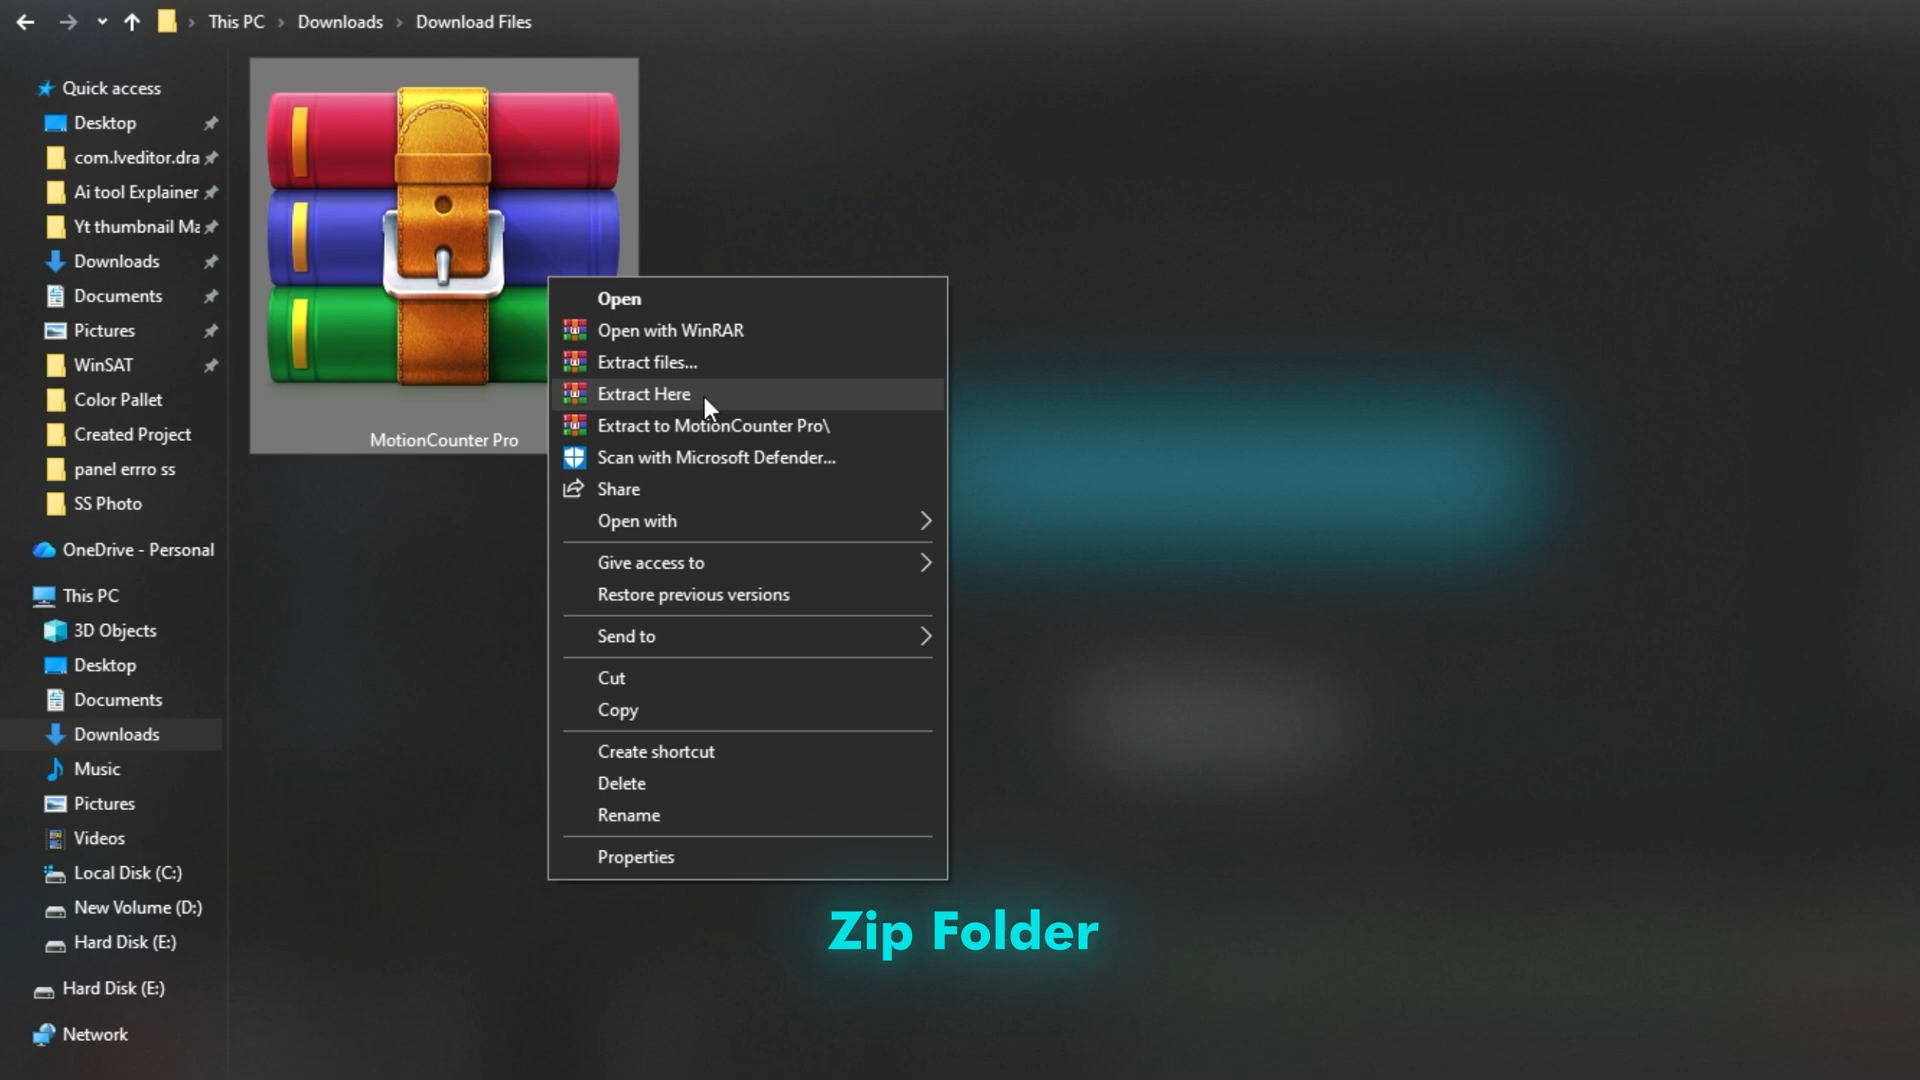 This PC
Downloads
Download Files
Quick access
Desktop
com.lveditor.dra
Ai tool Explainer
Yt thumbnail Ma
Downloads
Documents
Pictures
WinSAT
Color Pallet
Created Project
panel errro ss
SS Photo
OneDrive - Personal
This PC
3D Objects
Desktop
Documents
Downloads
Music
Pictures
Videos
Local Disk (C:)
New Volume (D:)
Hard Disk (E:)
Hard Disk (E:)
Network
MotionCounter Pro
Open
Open with WinRAR
Extract files...
Extract Here
Extract to MotionCounter Pro\
Scan with Microsoft Defender...
Share
Open with
Give access to
Restore previous versions
Send to
Cut
Copy
Create shortcut
Delete
Rename
Properties
Zip Folder